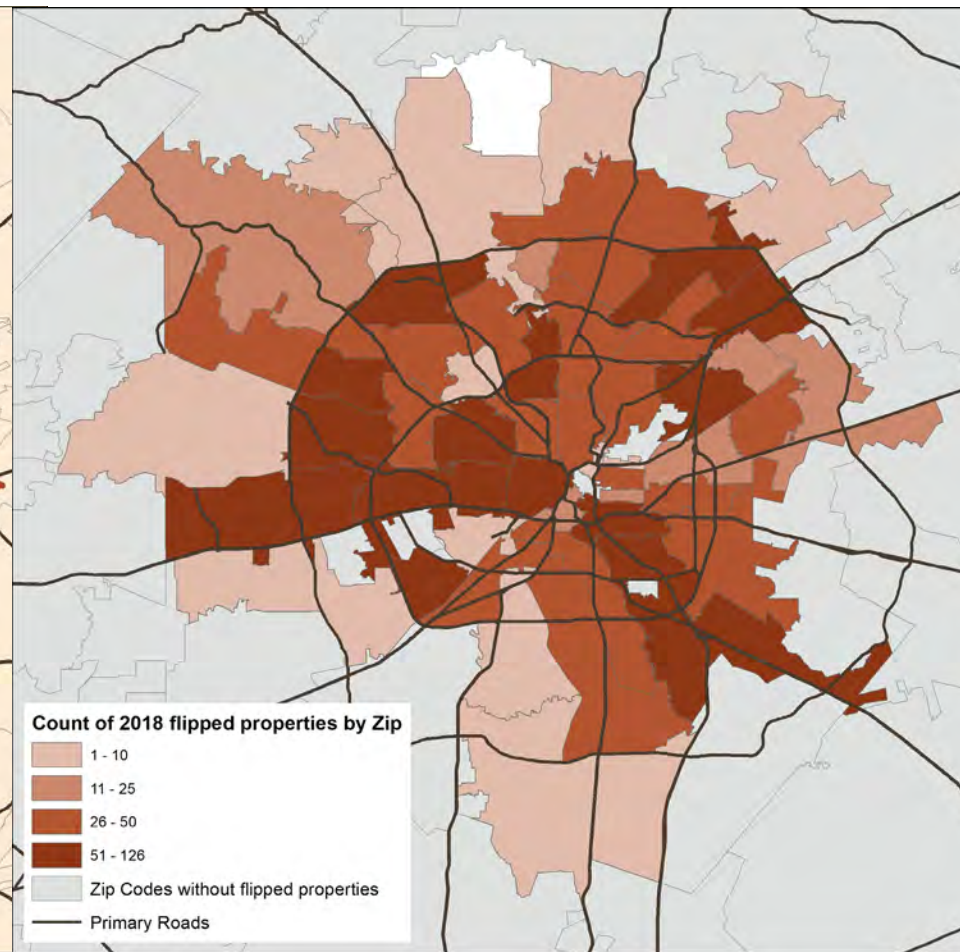 Count of 2018 flipped properties by Zip
1 - 10
11 - 25
26 - 50
51 - 126
Zip Codes without flipped properties
Primary Roads